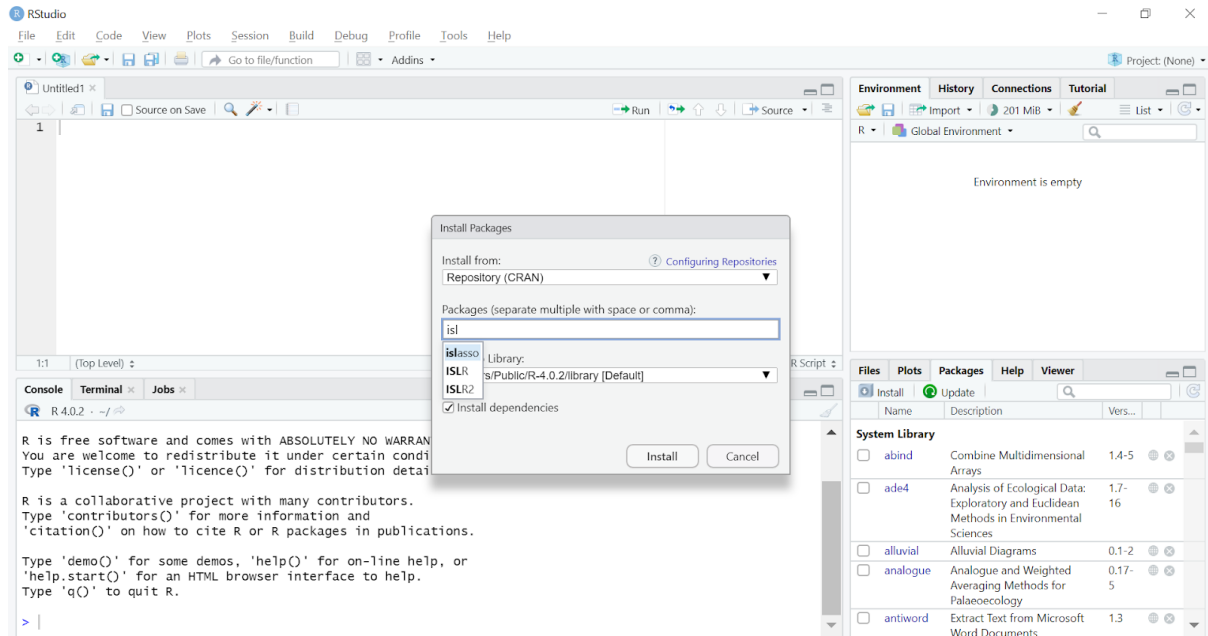 RStudio
File Edit Code View Plots Session Build Debug Profile Tools Help
Go to file/function Addins Project: (None)
Untitled1
Source on Save Run Source
1
1:1 (Top Level) R Script
Console Terminal Jobs
R 4.0.2 · ~/
R is free software and comes with ABSOLUTELY NO WARRAN
You are welcome to redistribute it under certain condi
Type 'license()' or 'licence()' for distribution detai
R is a collaborative project with many contributors.
Type 'contributors()' for more information and
'citation()' on how to cite R or R packages in publications.
Type 'demo()' for some demos, 'help()' for on-line help, or
'help.start()' for an HTML browser interface to help.
Type 'q()' to quit R.
>
Install Packages
Install from: ? Configuring Repositories
Repository (CRAN)
Packages (separate multiple with space or comma):
isl
islasso
ISLR
ISLR2
Library:
rs/Public/R-4.0.2/library [Default]
Install dependencies
Install Cancel
Environment History Connections Tutorial
Import 201 MiB List
R Global Environment
Environment is empty
Files Plots Packages Help Viewer
Install Update
Name Description Vers...
System Library
abind Combine Multidimensional 1.4-5
Arrays
ade4 Analysis of Ecological Data: 1.7-
Exploratory and Euclidean 16
Methods in Environmental
Sciences
alluvial Alluvial Diagrams 0.1-2
analogue Analogue and Weighted 0.17-
Averaging Methods for 5
Palaeoecology
antiword Extract Text from Microsoft 1.3
Word Documents